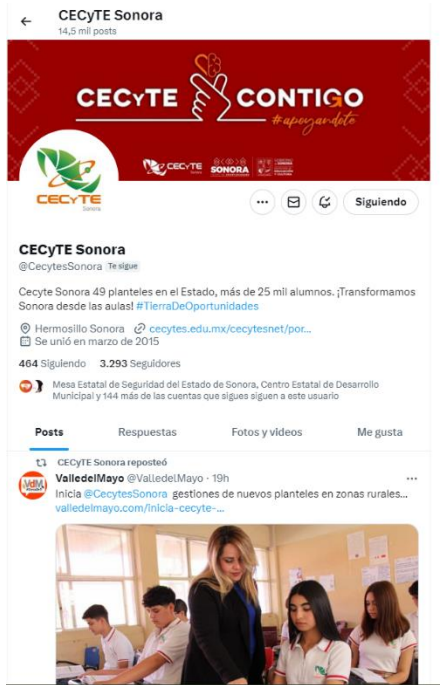 CECyTE Sonora
14,5 mil posts
CECYTE CONTIGO
#apoyandote
CECyTE SONORA
CECYTE
Sonora
Siguiendo
CECyTE Sonora
@CecytesSonora Te sigue
Cecyte Sonora 49 planteles en el Estado, más de 25 mil alumnos. ¡Transformamos
Sonora desde las aulas! #TierraDeOportunidades
Hermosillo Sonora cecytes.edu.mx/cecytesnet/por...
Se unió en marzo de 2015
464 Siguiendo 3.293 Seguidores
Mesa Estatal de Seguridad del Estado de Sonora, Centro Estatal de Desarrollo
Municipal y 144 más de las cuentas que sigues siguen a este usuario
Posts Respuestas Fotos y videos Me gusta
CECyTE Sonora reposteó
ValledelMayo @ValledelMayo · 19h
Inicia @CecytesSonora gestiones de nuevos planteles en zonas rurales...
valledelmayo.com/inicia-cecyte-...